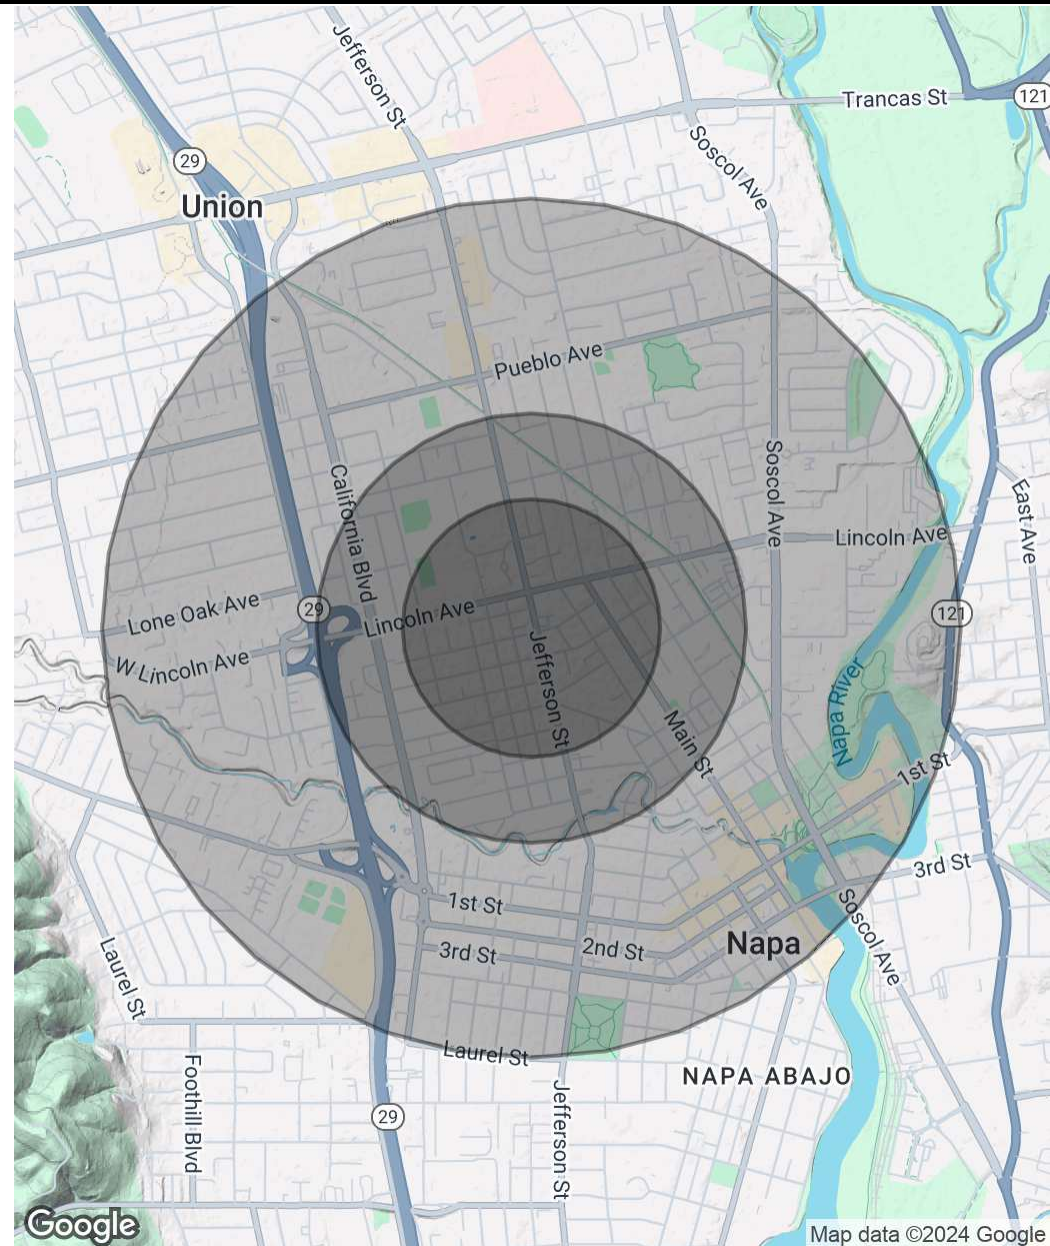 Jefferson St
Trancas St
121
Soscol Ave
29
Union
Pueblo Ave
California Blvd
Soscol Ave
East Ave
Lincoln Ave
Lone Oak Ave
29
Lincoln Ave
121
W Lincoln Ave
Jefferson St
Main St
Napa River
1st St
3rd St
1st St
Soscol Ave
2nd St
Napa
3rd St
Laurel St
Laurel St
NAPA ABAJO
Foothill Blvd
29
Jefferson St
Google
Map data ©2024 Google